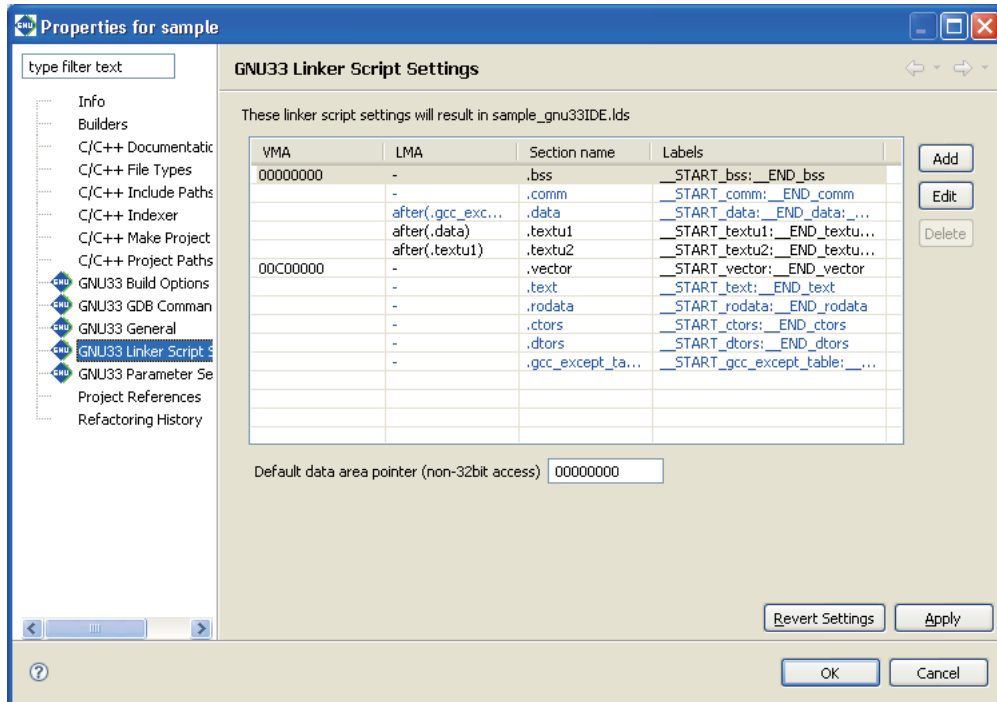 Properties for sample
type filter text
GNU33 Linker Script Settings
Info
Builders
C/C++ Documentatic
C/C++ File Types
C/C++ Include Paths
C/C++ Indexer
C/C++ Make Project
C/C++ Project Paths
GNU33 Build Options
GNU33 GDB Comman
GNU33 General
GNU33 Linker Script S
GNU33 Parameter Se
Project References
Refactoring History
These linker script settings will result in sample_gnu33IDE.lds
VMA LMA Section name Labels
00000000 - .bss __START_bss:__END_bss
- .comm __START_comm:__END_comm
after(.gcc_exc... .data __START_data:__END_data:_...
after(.data) .textu1 __START_textu1:__END_textu...
after(.textu1) .textu2 __START_textu2:__END_textu...
00C00000 - .vector __START_vector:__END_vector
- .text __START_text:__END_text
- .rodata __START_rodata:__END_rodata
- .ctors __START_ctors:__END_ctors
- .dtors __START_dtors:__END_dtors
- .gcc_except_ta... __START_gcc_except_table:__...
Add
Edit
Delete
Default data area pointer (non-32bit access) 00000000
Revert Settings Apply
OK Cancel